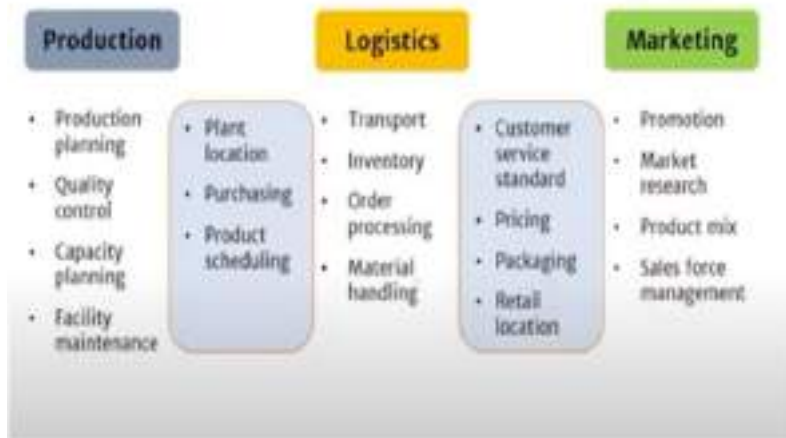 Production
Logistics
Marketing
• Production
planning
• Quality
control
• Capacity
planning
• Facility
maintenance
• Plant
location
• Purchasing
• Product
scheduling
• Transport
• Inventory
• Order
processing
• Material
handling
• Customer
service
standard
• Pricing
• Packaging
• Retail
location
• Promotion
• Market
research
• Product mix
• Sales force
management